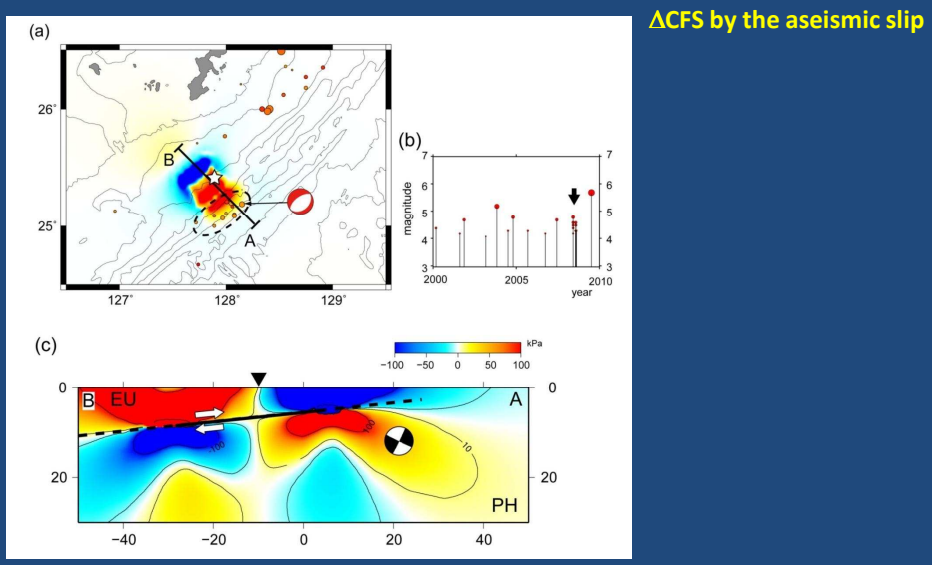 ΔCFS by the aseismic slip
(a)
26°
25°
B
A
127°
128°
129°
(b)
7
6
5
4
3
magnitude
7
6
5
4
3
2000
2005
2010
year
(c)
kPa
−100 −50 0 50 100
0
20
B
EU
A
PH
-100
100
10
0
20
−40 −20 0 20 40